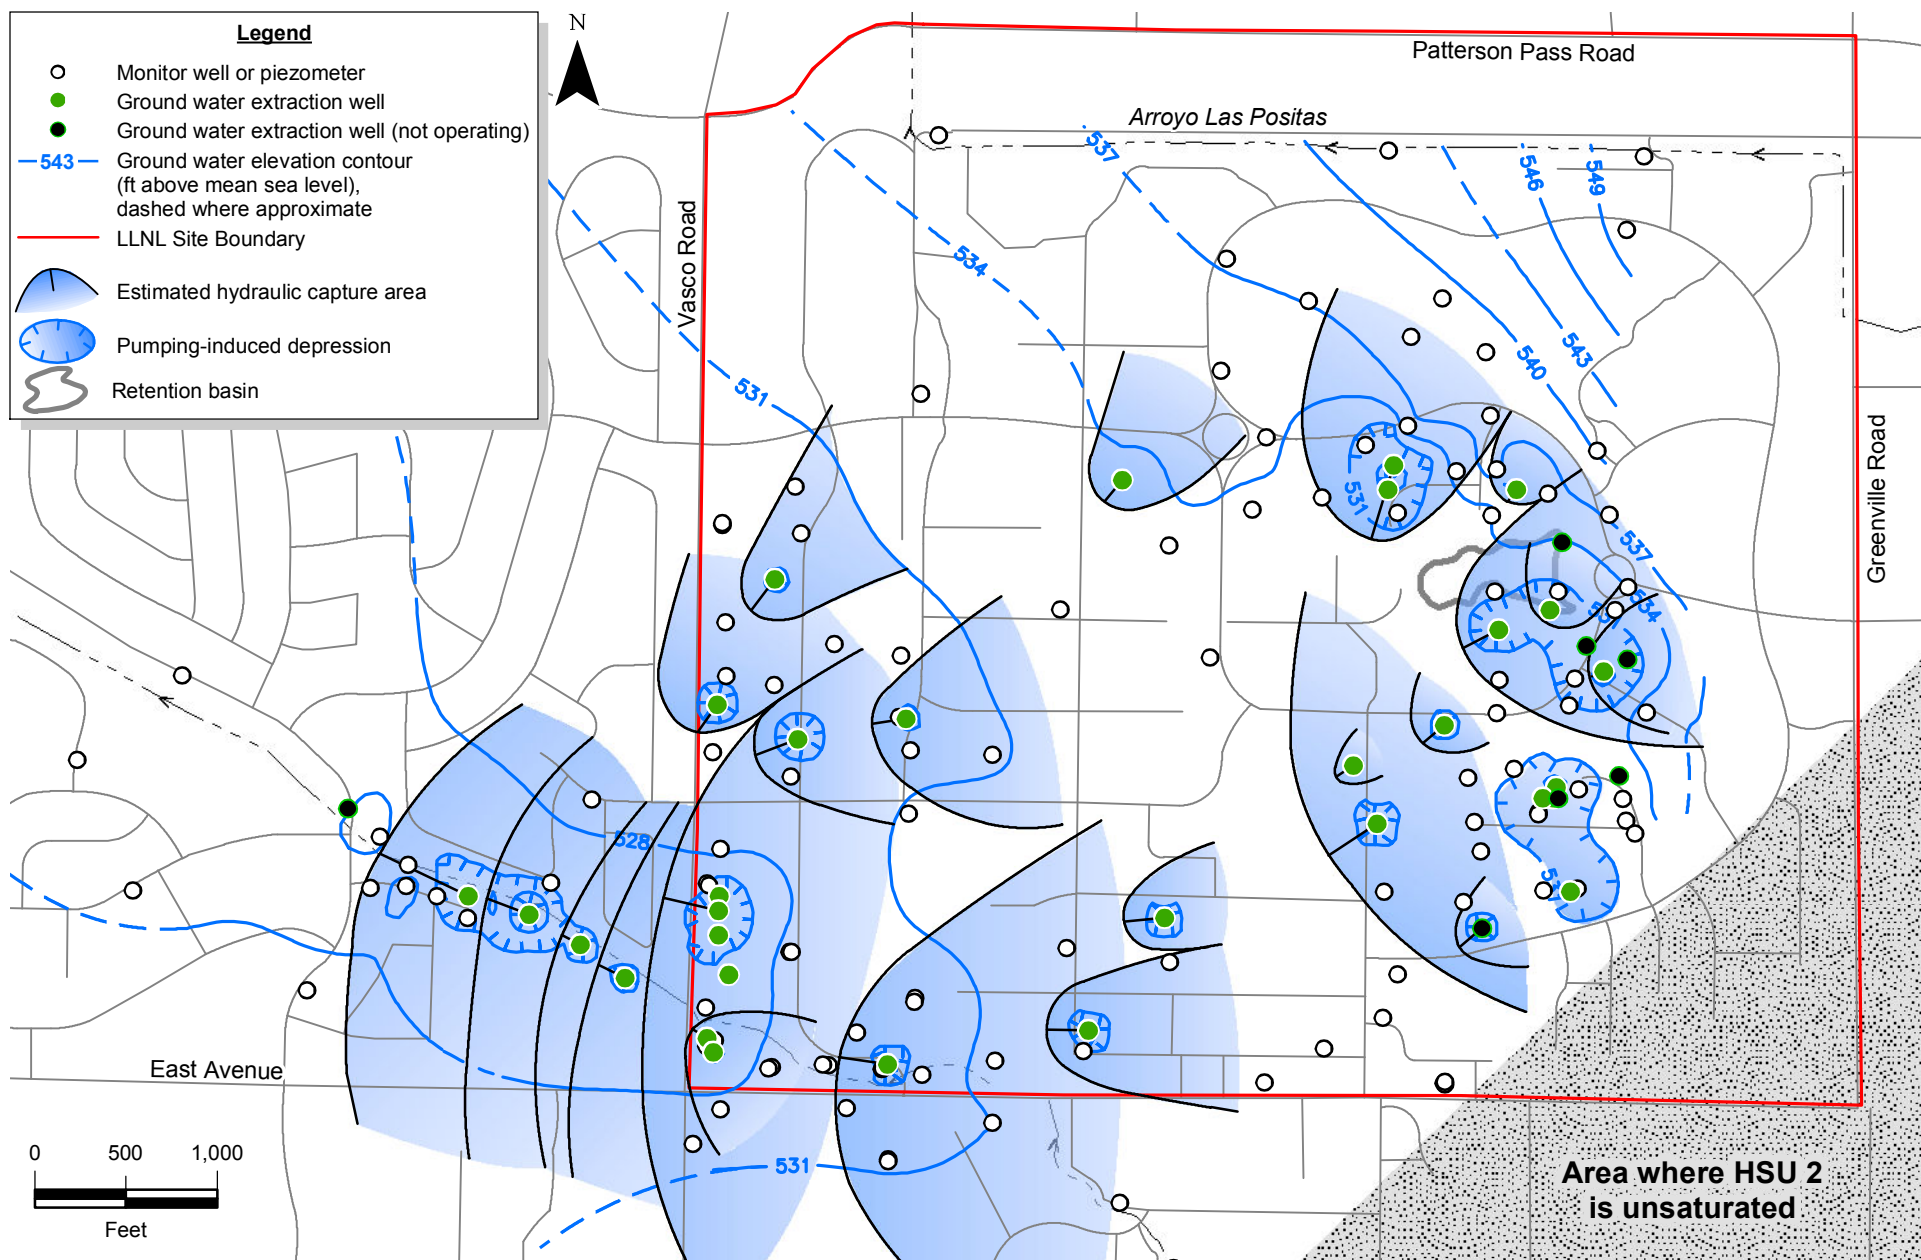 Legend
Monitor well or piezometer
Ground water extraction well
Ground water extraction well (not operating)
543
Ground water elevation contour
(ft above mean sea level),
dashed where approximate
LLNL Site Boundary
Estimated hydraulic capture area
Pumping-induced depression
Retention basin
N
Patterson Pass Road
Arroyo Las Positas
Vasco Road
Greenville Road
East Avenue
537
546
549
534
543
540
531
531
537
534
528
531
0 500 1,000
Feet
Area where HSU 2
is unsaturated